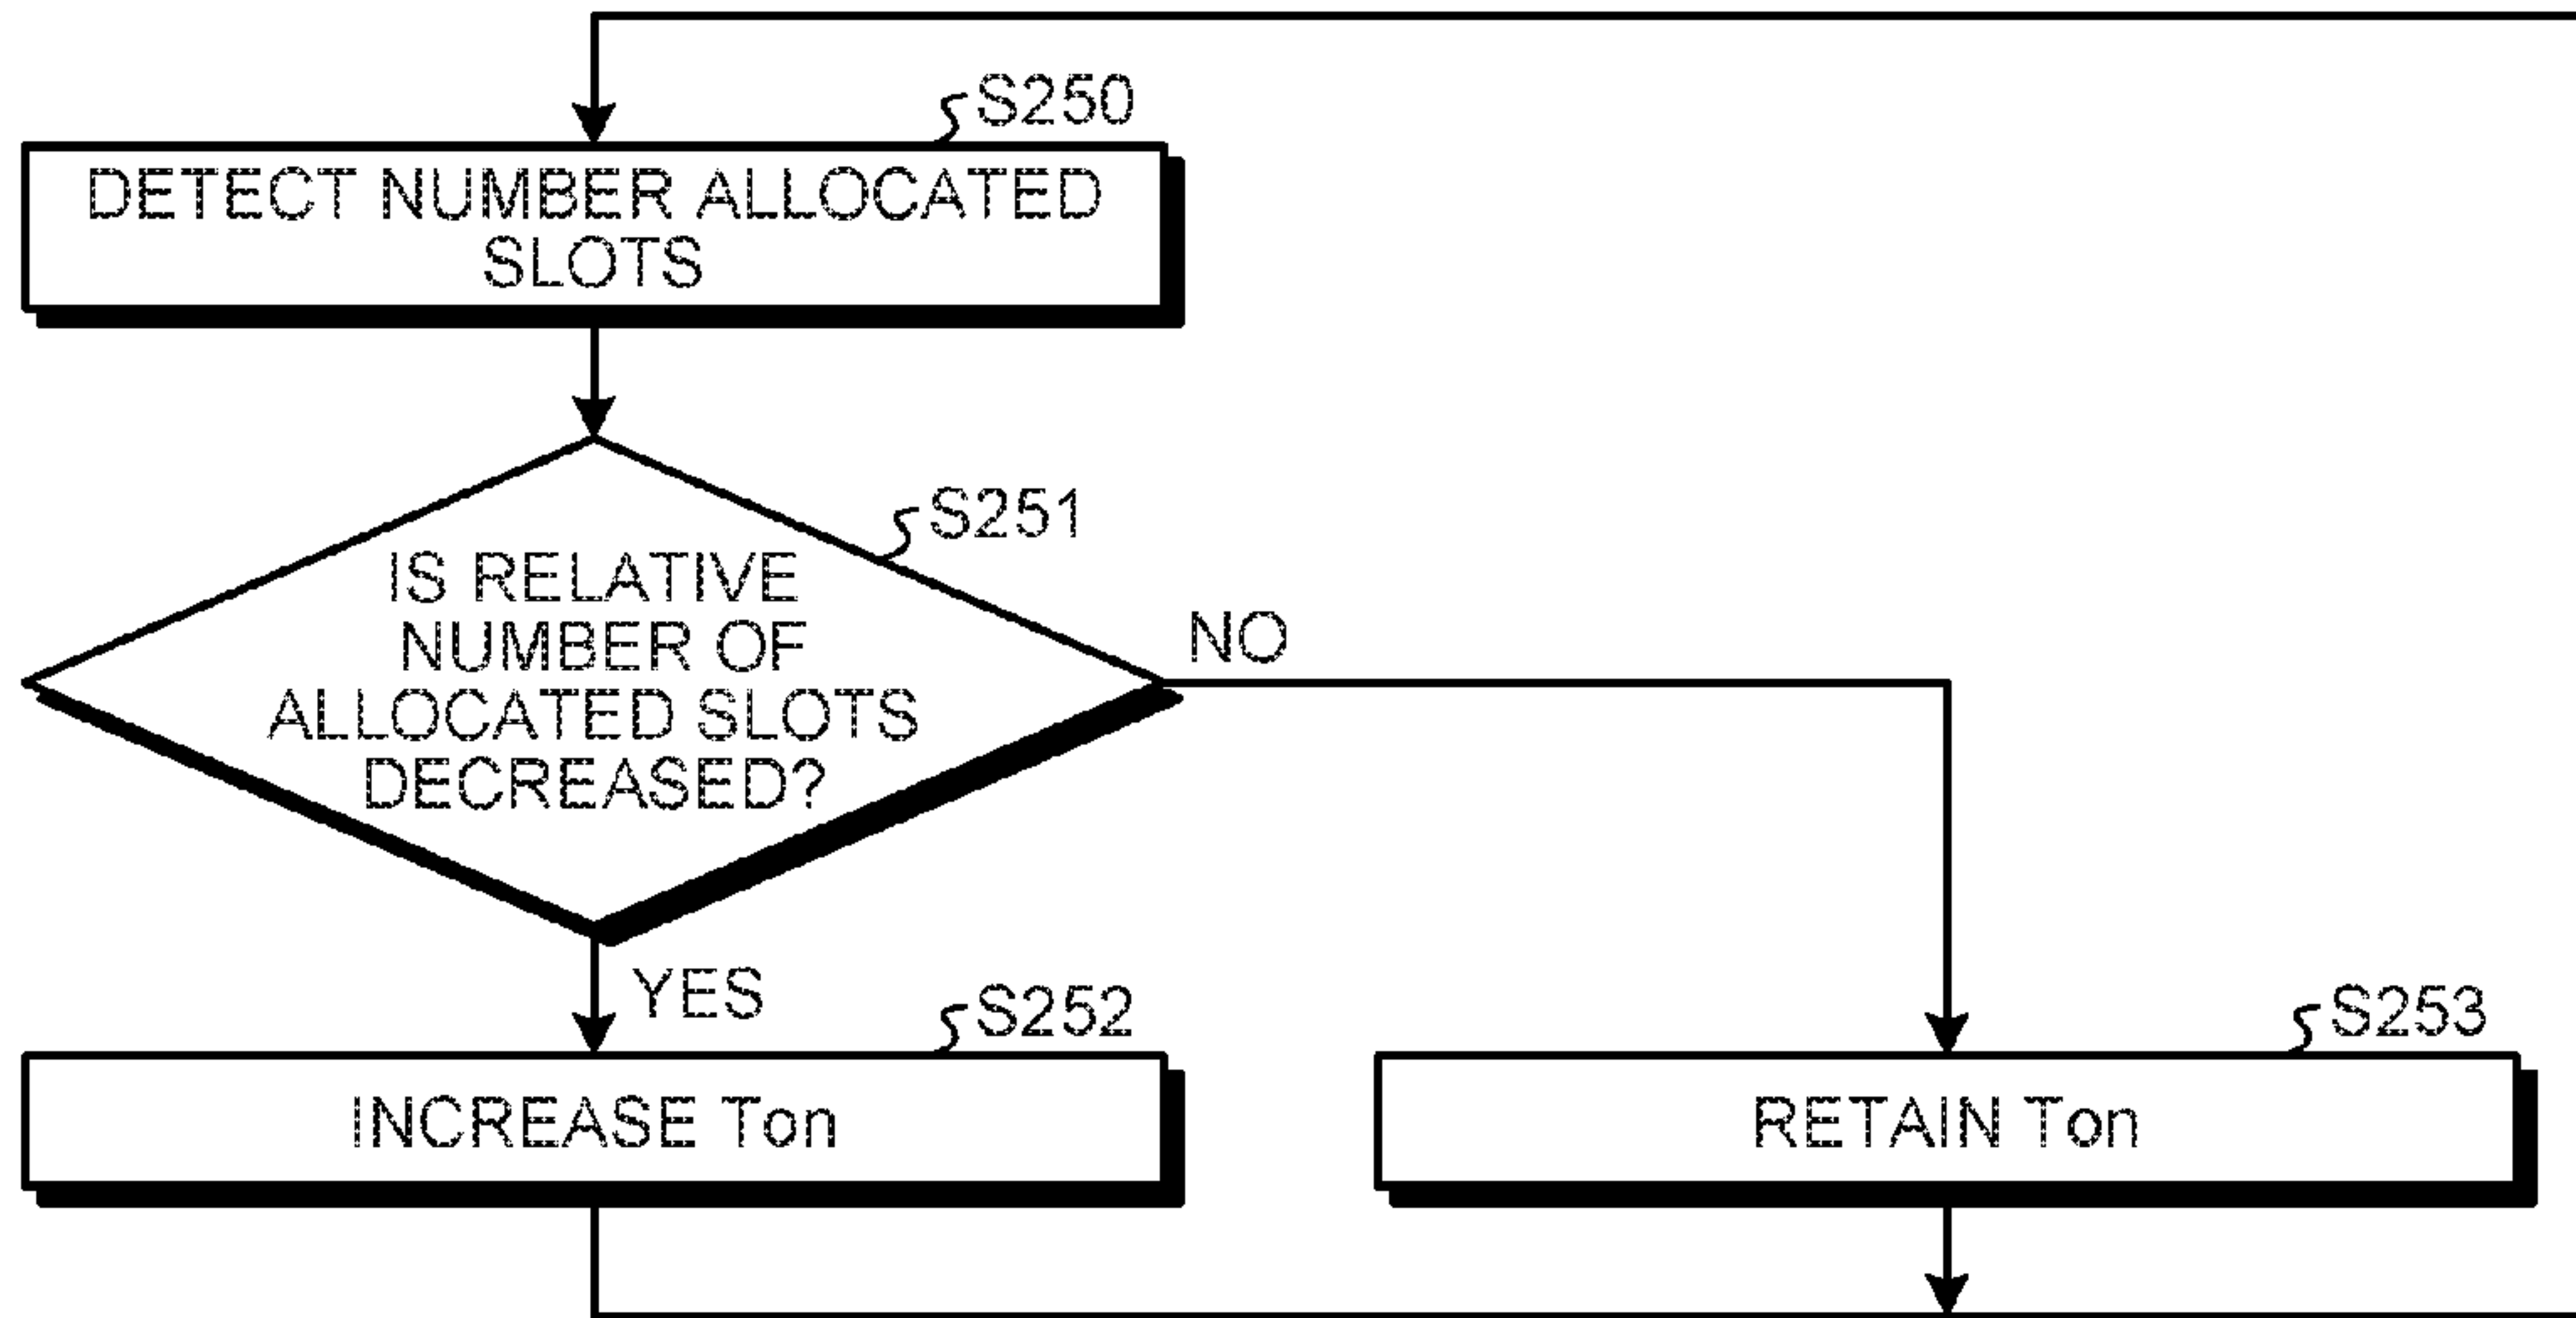 S250
DETECT NUMBER ALLOCATED
SLOTS
S251
IS RELATIVE
NUMBER OF
ALLOCATED SLOTS
DECREASED?
NO
YES
S252
INCREASE Ton
S253
RETAIN Ton